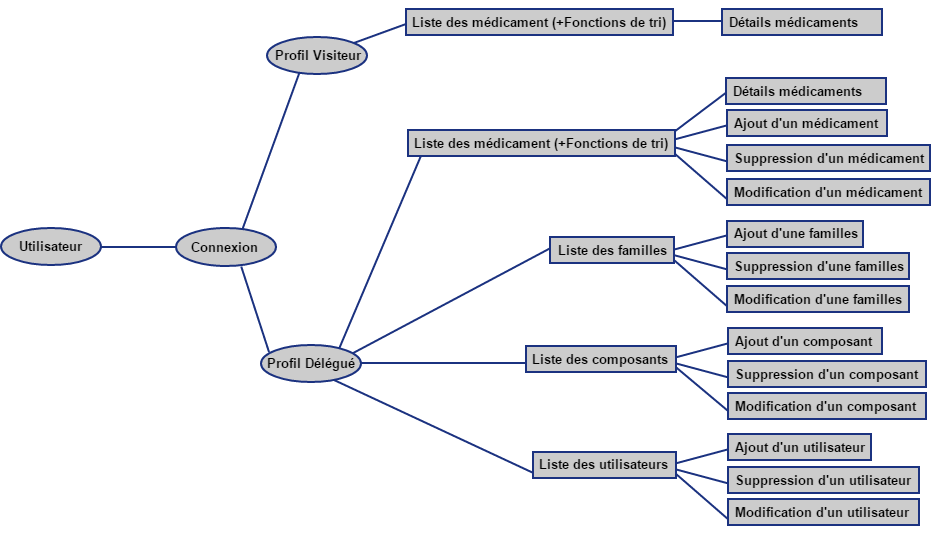 Utilisateur
Connexion
Profil Visiteur
Liste des médicament (+Fonctions de tri)
Détails médicaments
Profil Délégué
Liste des médicament (+Fonctions de tri)
Détails médicaments
Ajout d'un médicament
Suppression d'un médicament
Modification d'un médicament
Liste des familles
Ajout d'une familles
Suppression d'une familles
Modification d'une familles
Liste des composants
Ajout d'un composant
Suppression d'un composant
Modification d'un composant
Liste des utilisateurs
Ajout d'un utilisateur
Suppression d'un utilisateur
Modification d'un utilisateur